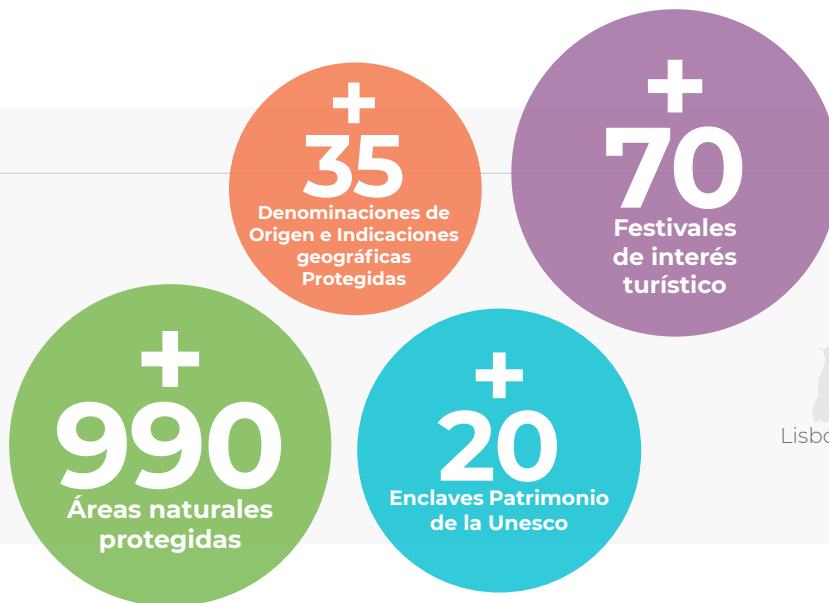 +
35
Denominaciones de
Origen e Indicaciones
geográficas
Protegidas
+
70
Festivales
de interés
turístico
+
990
Áreas naturales
protegidas
+
20
Enclaves Patrimonio
de la Unesco